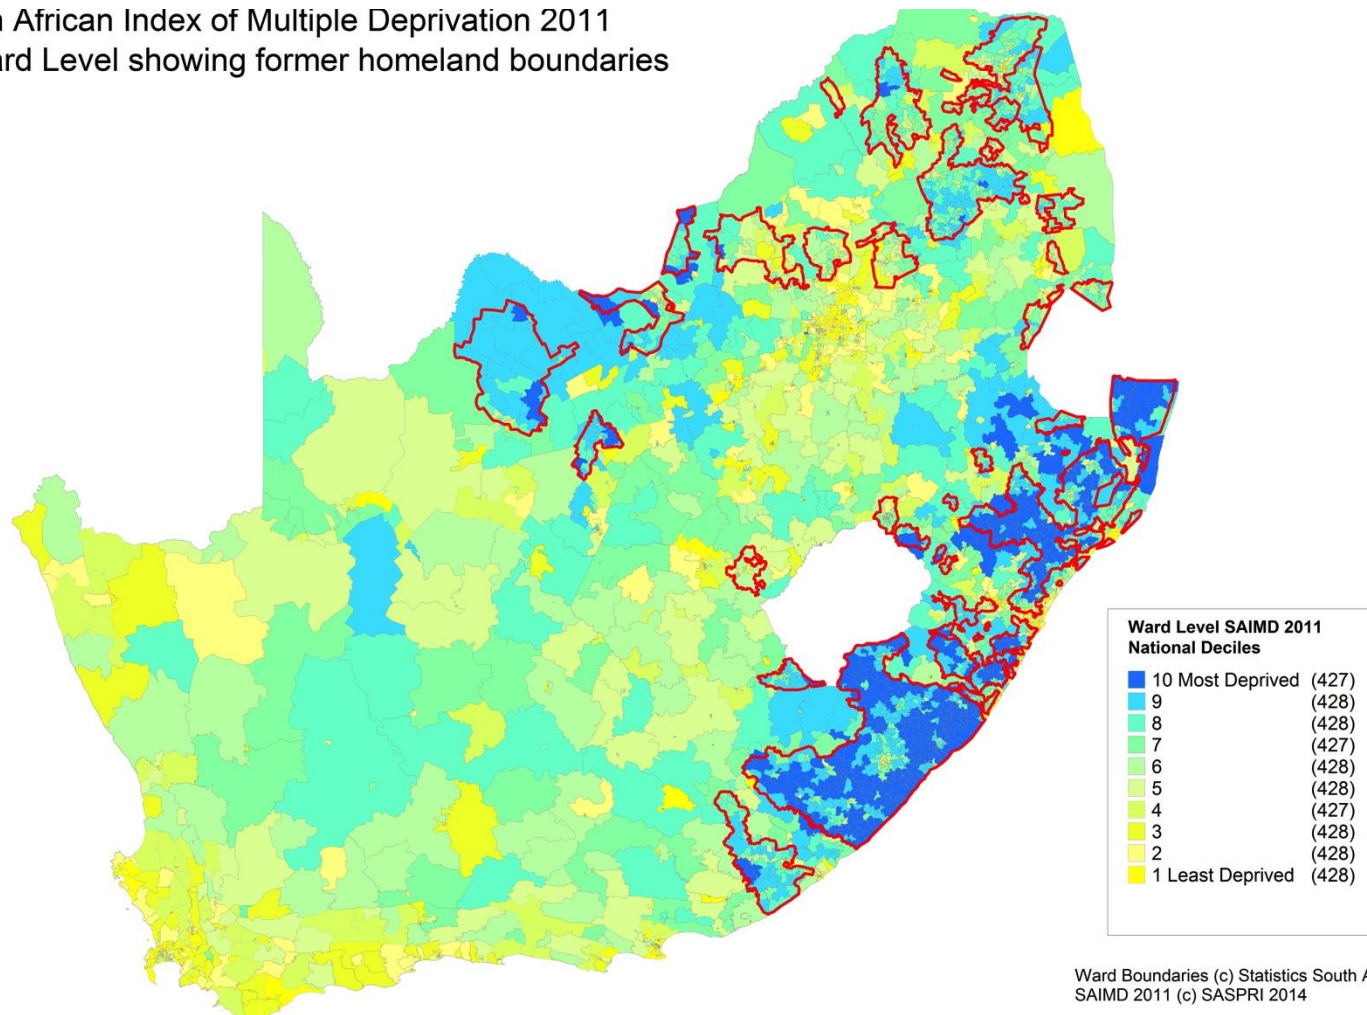 African Index of Multiple Deprivation 2011
Level showing former homeland boundaries
Ward Level SAIMD 2011
National Deciles
10 Most Deprived (427)
9 (428)
8 (428)
7 (427)
6 (428)
5 (428)
4 (427)
3 (428)
2 (428)
1 Least Deprived (428)
Ward Boundaries (c) Statistics South A
SAIMD 2011 (c) SASPRI 2014